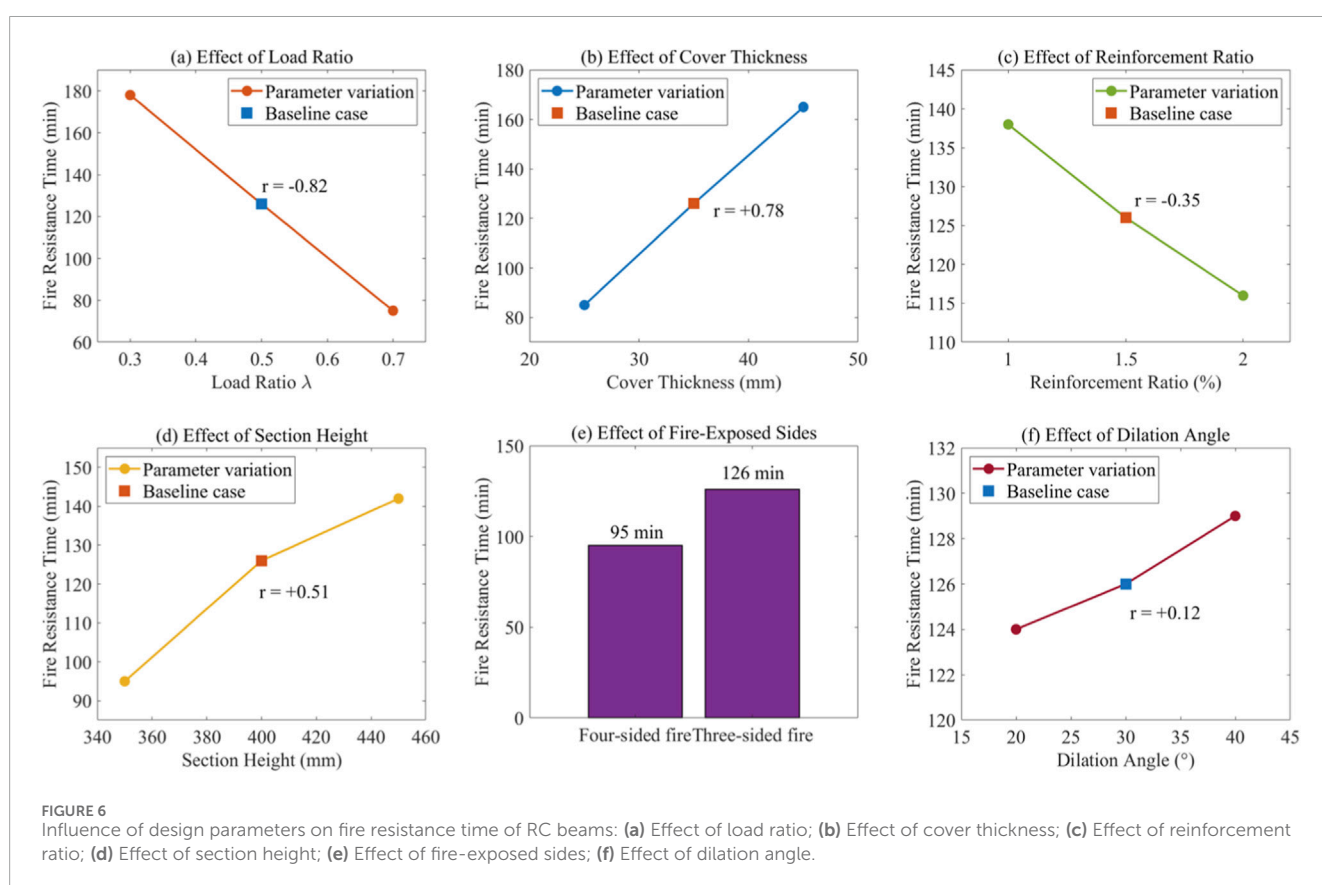 (a) Effect of Load Ratio
Fire Resistance Time (min)
180
160
140
120
100
80
60
Parameter variation
Baseline case
r = -0.82
0.3 0.4 0.5 0.6 0.7
Load Ratio λ
(b) Effect of Cover Thickness
Fire Resistance Time (min)
180
160
140
120
100
80
Parameter variation
Baseline case
r = +0.78
20 30 40 50
Cover Thickness (mm)
(c) Effect of Reinforcement Ratio
Fire Resistance Time (min)
145
140
135
130
125
120
115
110
Parameter variation
Baseline case
r = -0.35
1 1.5 2
Reinforcement Ratio (%)
(d) Effect of Section Height
Fire Resistance Time (min)
150
140
130
120
110
100
90
Parameter variation
Baseline case
r = +0.51
340 360 380 400 420 440 460
Section Height (mm)
(e) Effect of Fire-Exposed Sides
Fire Resistance Time (min)
150
100
50
0
95 min
126 min
Four-sided fire Three-sided fire
(f) Effect of Dilation Angle
Fire Resistance Time (min)
132
130
128
126
124
122
120
Parameter variation
Baseline case
r = +0.12
15 20 25 30 35 40 45
Dilation Angle (°)
FIGURE 6
Influence of design parameters on fire resistance time of RC beams: (a) Effect of load ratio; (b) Effect of cover thickness; (c) Effect of reinforcement
ratio; (d) Effect of section height; (e) Effect of fire-exposed sides; (f) Effect of dilation angle.